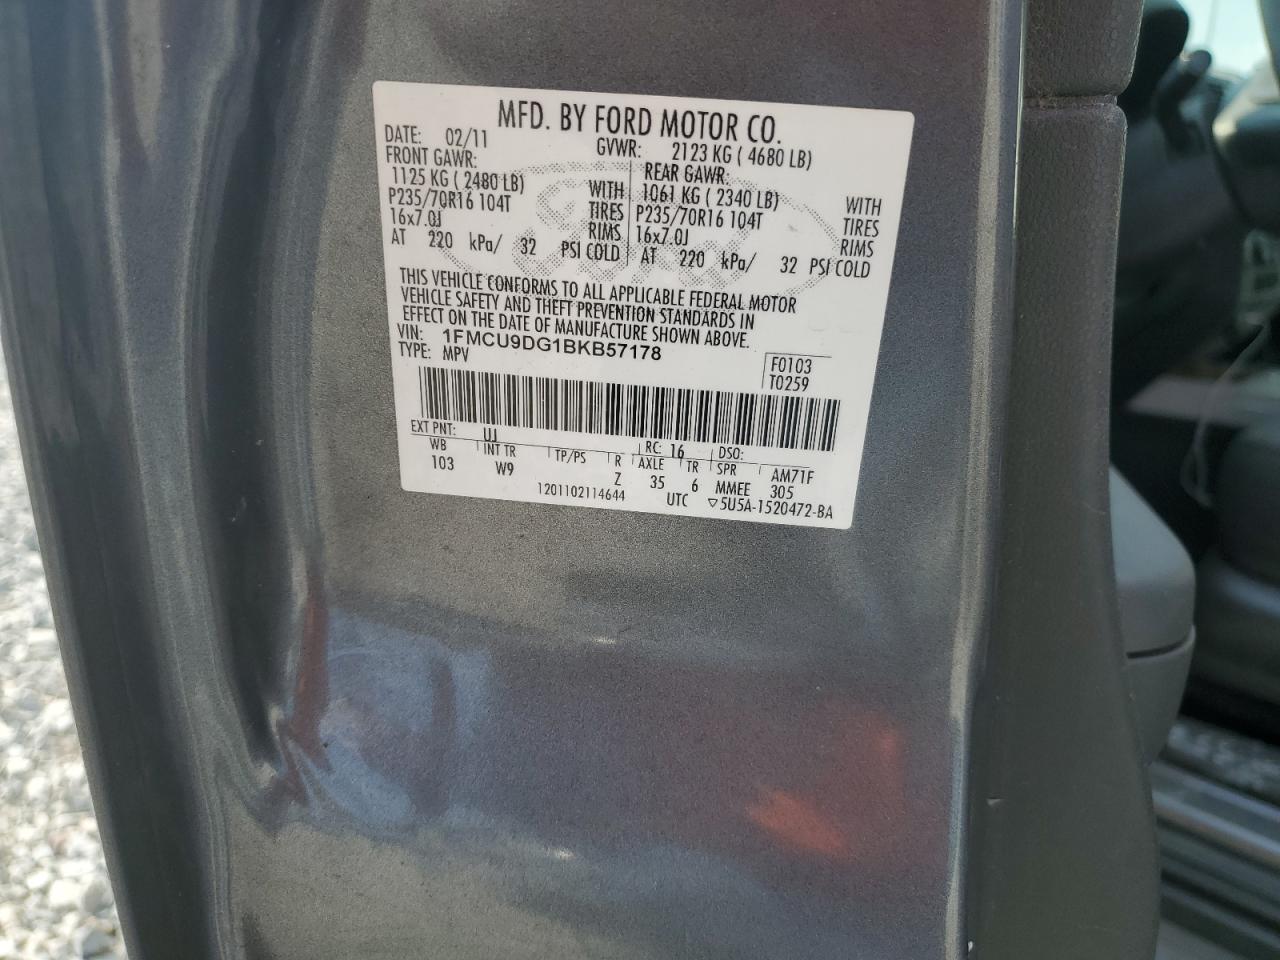 MFD. BY FORD MOTOR CO.
DATE: 02/11 GVWR: 2123 KG ( 4680 LB)
FRONT GAWR: REAR GAWR:
1125 KG ( 2480 LB) WITH 1061 KG ( 2340 LB) WITH
P235/70R16 104T TIRES P235/70R16 104T TIRES
16x7.0J RIMS 16x7.0J RIMS
AT 220 kPa/ 32 PSI COLD AT 220 kPa/ 32 PSI COLD
THIS VEHICLE CONFORMS TO ALL APPLICABLE FEDERAL MOTOR
VEHICLE SAFETY AND THEFT PREVENTION STANDARDS IN
EFFECT ON THE DATE OF MANUFACTURE SHOWN ABOVE.
VIN: 1FMCU9DG1BKB57178
TYPE: MPV F0103
T0259
EXT PNT: UJ RC: 16 DSO:
WB INT TR TP/PS R AXLE TR SPR AM71F
103 W9 Z 35 6 MMEE 305
1201102114644 UTC ▽5U5A-1520472-BA